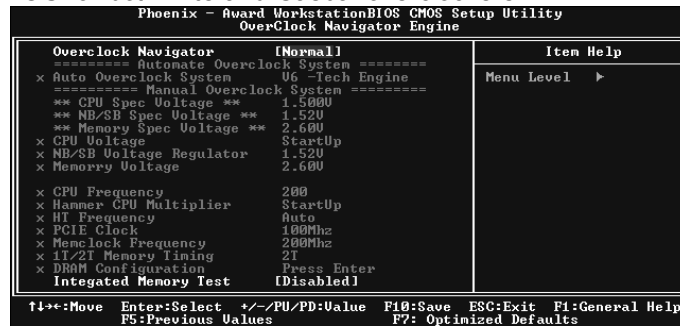 Phoenix - Award WorkstationBIOS CMOS Setup Utility
OverClock Navigator Engine
Overclock Navigator [Normal]
========= Automate Overclock System ========
x Auto Overclock System V6 -Tech Engine
========== Manual Overclock System =========
** CPU Spec Voltage ** 1.500V
** NB/SB Spec Voltage ** 1.52V
** Memory Spec Voltage ** 2.60V
x CPU Voltage StartUp
x NB/SB Voltage Regulator 1.52V
x Memorry Voltage 2.60V
x CPU Frequency 200
x Hammer CPU Multiplier StartUp
x HT Frequency Auto
x PCIE Clock 100Mhz
x Memclock Frequency 200Mhz
x 1T/2T Memory Timing 2T
x DRAM Configuration Press Enter
Integated Memory Test [Disabled]
Item Help
Menu Level ▶
↑↓→←:Move Enter:Select +/-/PU/PD:Value F10:Save ESC:Exit F1:General Help
F5:Previous Values F7: Optimized Defaults